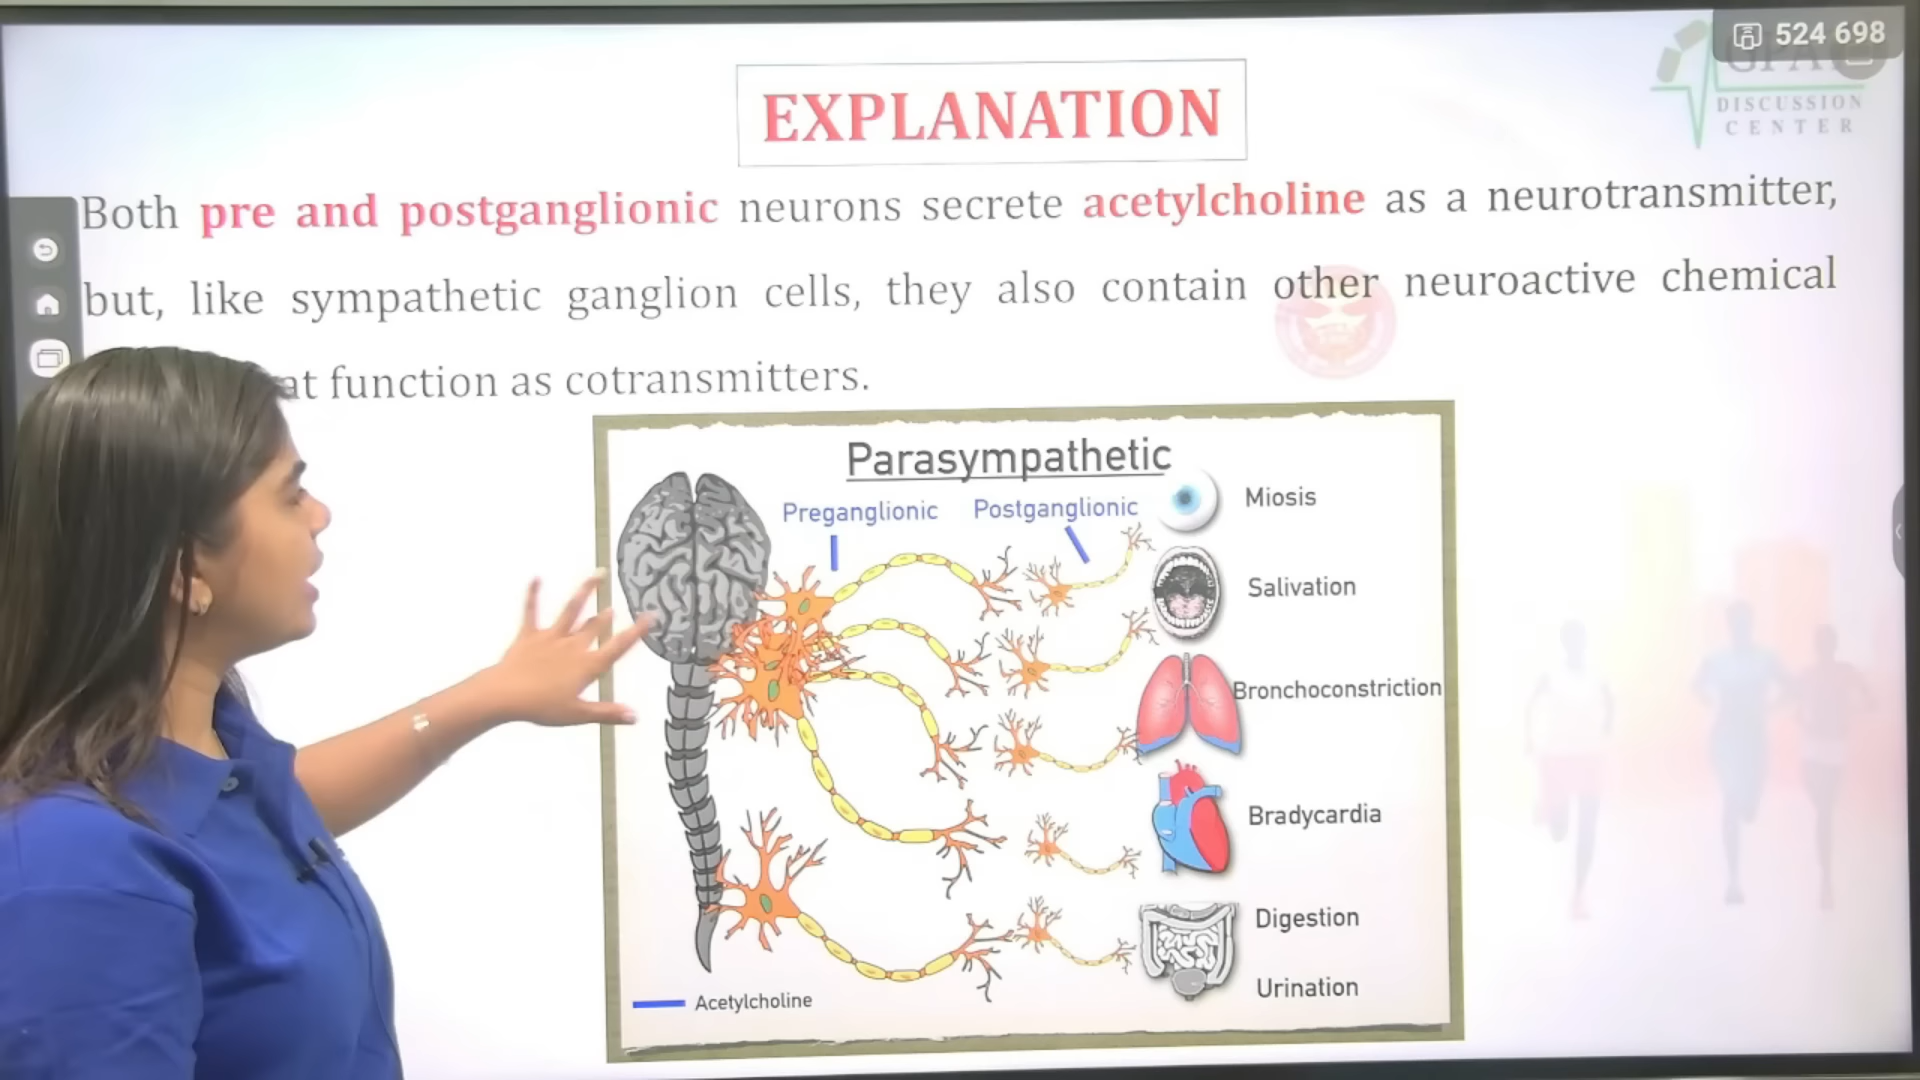 524 698
DISCUSSION
CENTER
EXPLANATION
Both pre and postganglionic neurons secrete acetylcholine as a neurotransmitter,
but, like sympathetic ganglion cells, they also contain other neuroactive chemical
function as cotransmitters.
Parasympathetic
Preganglionic Postganglionic
Miosis
Salivation
Bronchoconstriction
Bradycardia
Digestion
Urination
Acetylcholine